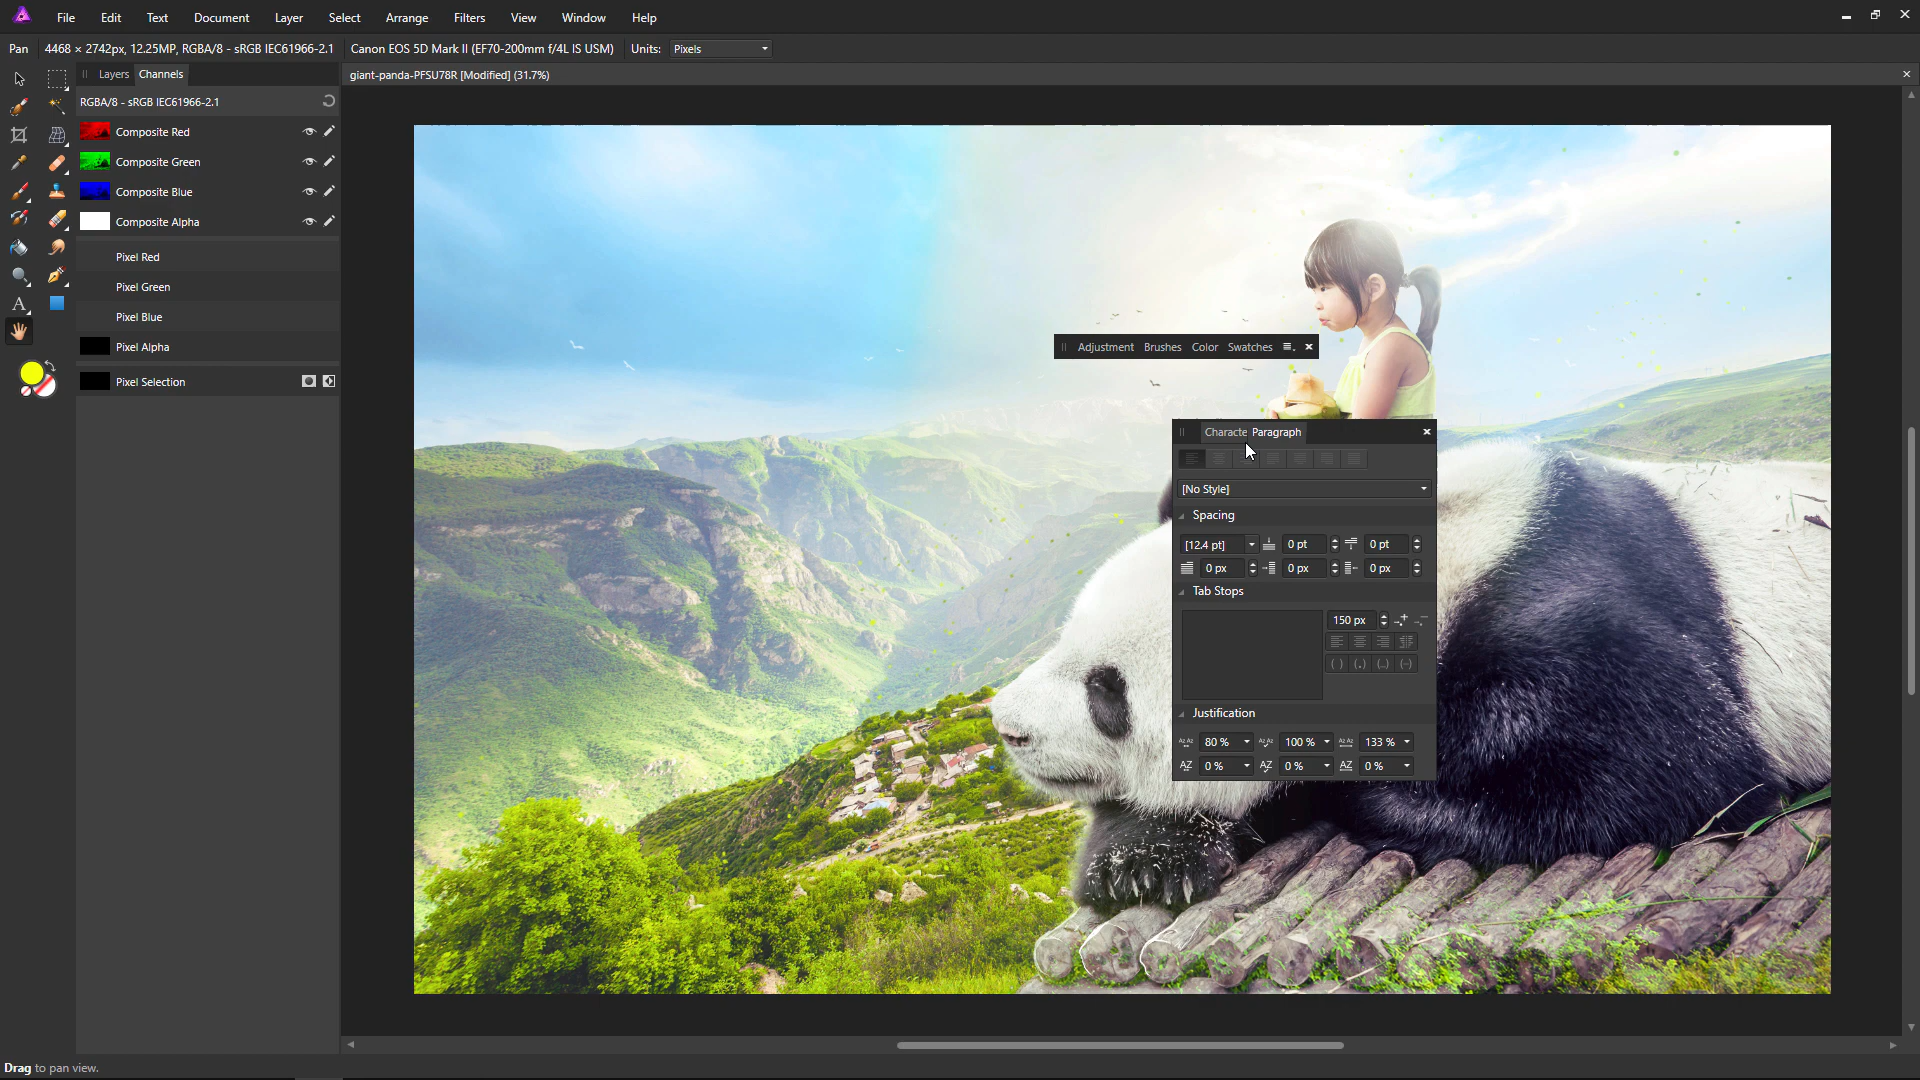 File Edit Text Document Layer Select Arrange Filters View Window Help
Pan 4468 × 2742px, 12.25MP, RGBA/8 - sRGB IEC61966-2.1 Canon EOS 5D Mark II (EF70-200mm f/4L IS USM) Units: Pixels
Layers Channels
giant-panda-PFSU78R [Modified] (31.7%)
RGBA/8 - sRGB IEC61966-2.1
Composite Red
Composite Green
Composite Blue
Composite Alpha
Pixel Red
Pixel Green
Pixel Blue
Pixel Alpha
Pixel Selection
Adjustment Brushes Color Swatches
Characte Paragraph
[No Style]
Spacing
[12.4 pt] 0 pt 0 pt
0 px 0 px 0 px
Tab Stops
150 px
Justification
80 % 100 % 133 %
0 % 0 % 0 %
Drag to pan view.